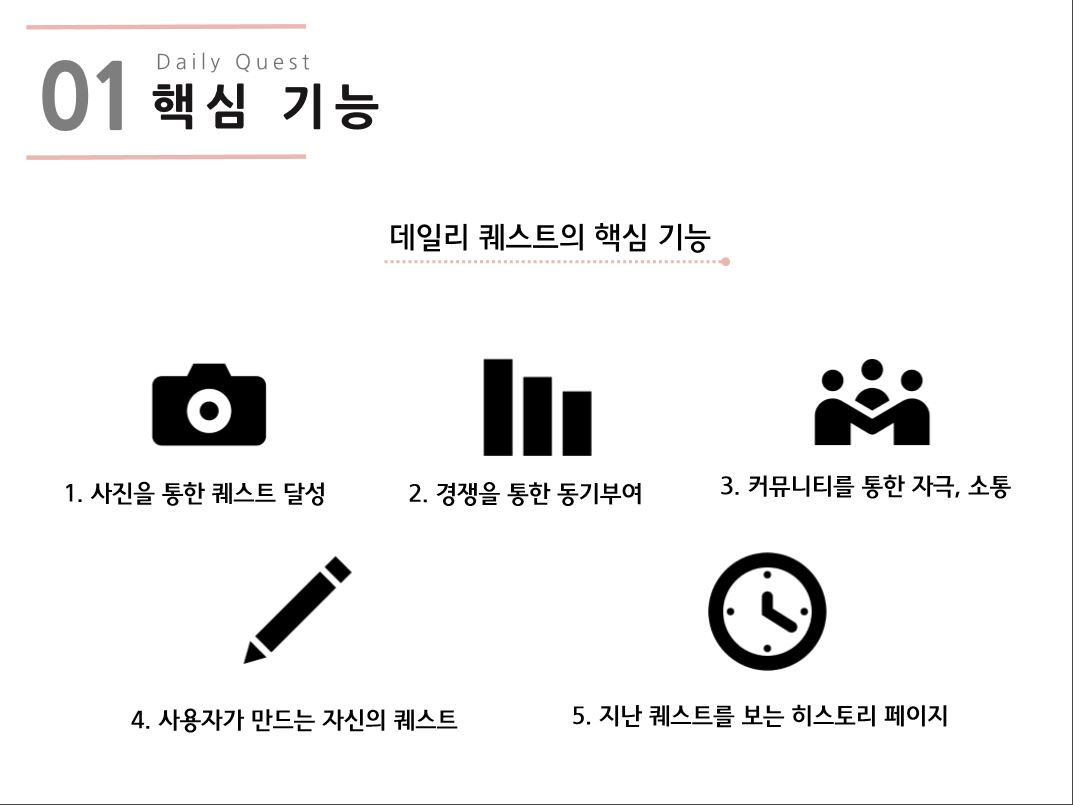 01
Daily Quest
핵심 기능
데일리 퀘스트의 핵심 기능
1. 사진을 통한 퀘스트 달성
2. 경쟁을 통한 동기부여
3. 커뮤니티를 통한 자극, 소통
4. 사용자가 만드는 자신의 퀘스트
5. 지난 퀘스트를 보는 히스토리 페이지